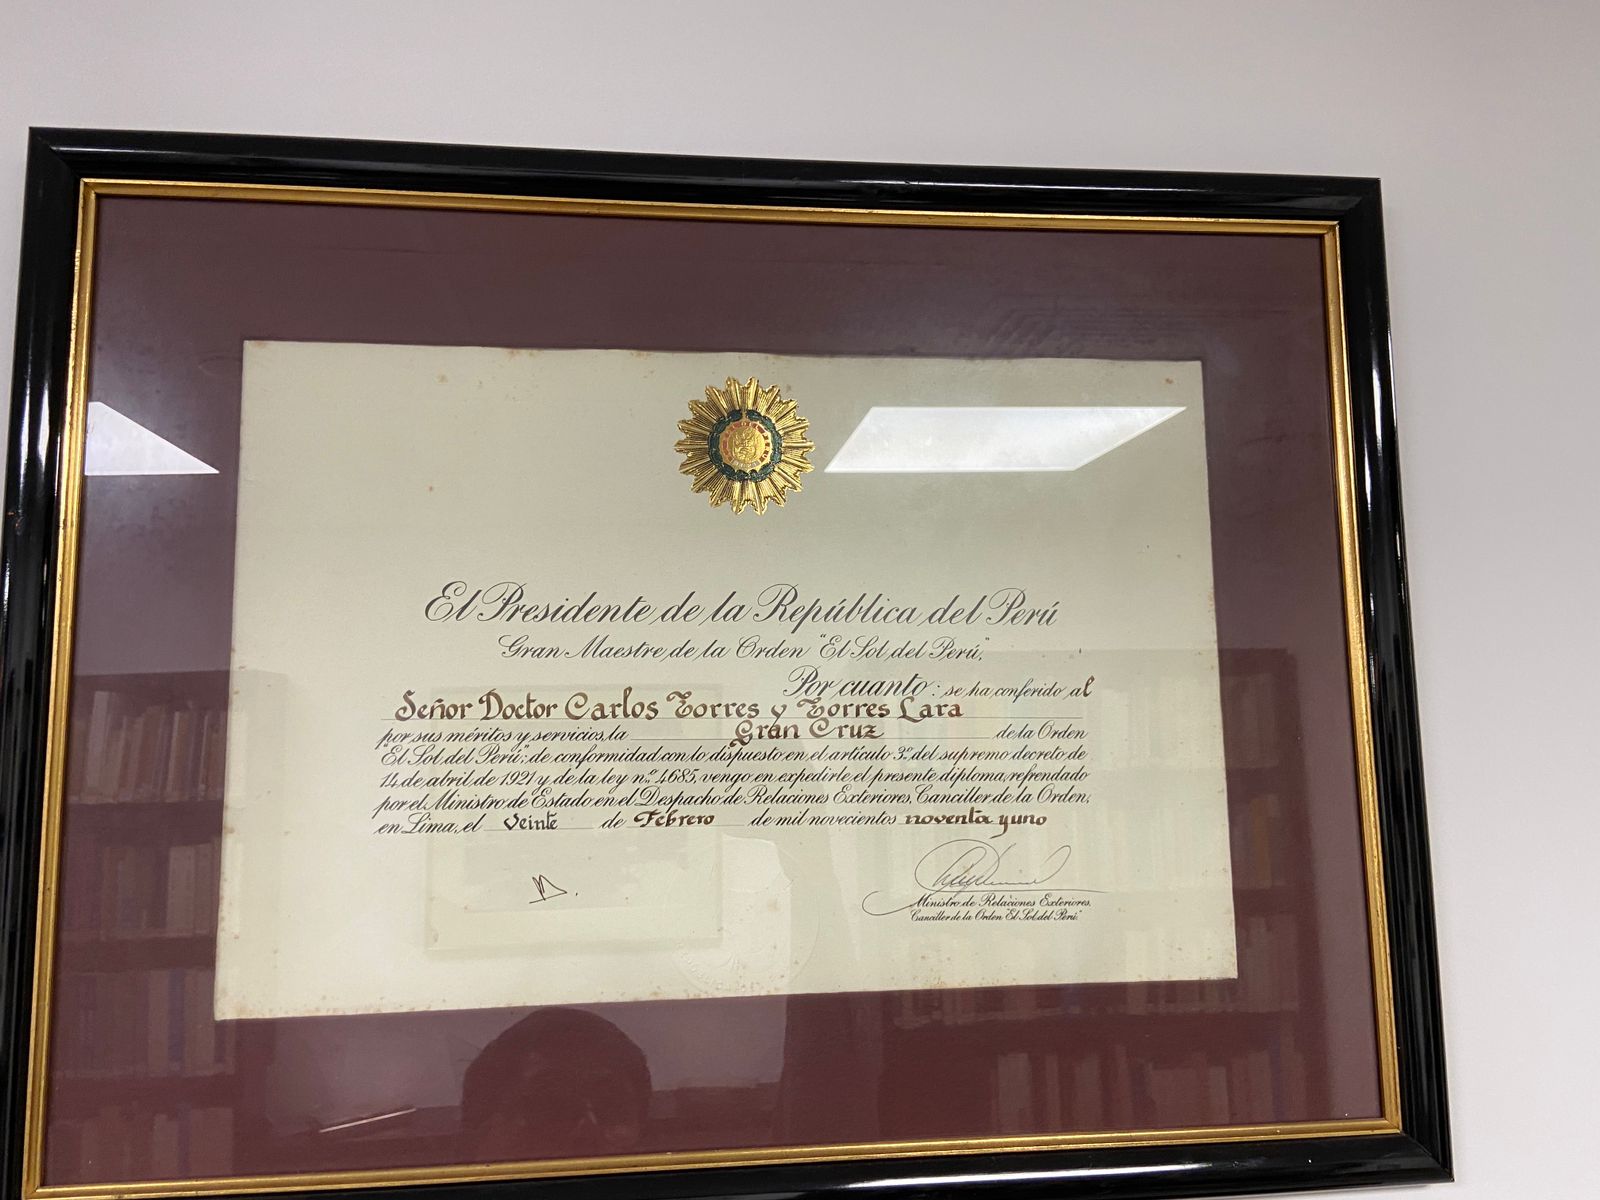 El Presidente de la República del Perú
Gran Maestre de la Orden "El Sol del Perú",
Por cuanto: se ha conferido al
Señor Doctor Carlos Torres y Torres Lara
por sus méritos y servicios, la Gran Cruz de la Orden
"El Sol del Perú", de conformidad con lo dispuesto en el artículo 3º del supremo decreto de
14 de abril de 1921 y de la ley n.º 4685, vengo en expedirle el presente diploma, refrendado
por el Ministro de Estado en el Despacho de Relaciones Exteriores, Canciller de la Orden,
en Lima, el Veinte de Febrero de mil novecientos noventa y uno
Ministro de Relaciones Exteriores,
Canciller de la Orden "El Sol del Perú"